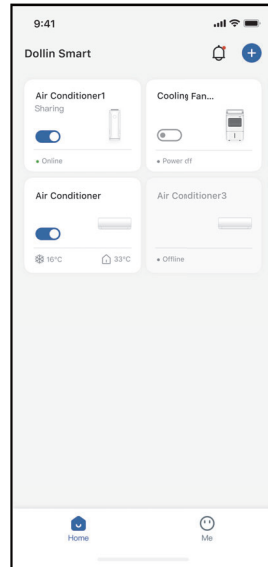 9:41
Dollin Smart
Air Conditioner1
Sharing
Online
Cooling Fan...
Power off
Air Conditioner
16°C
33°C
Air Conditioner3
Offline
Home
Me